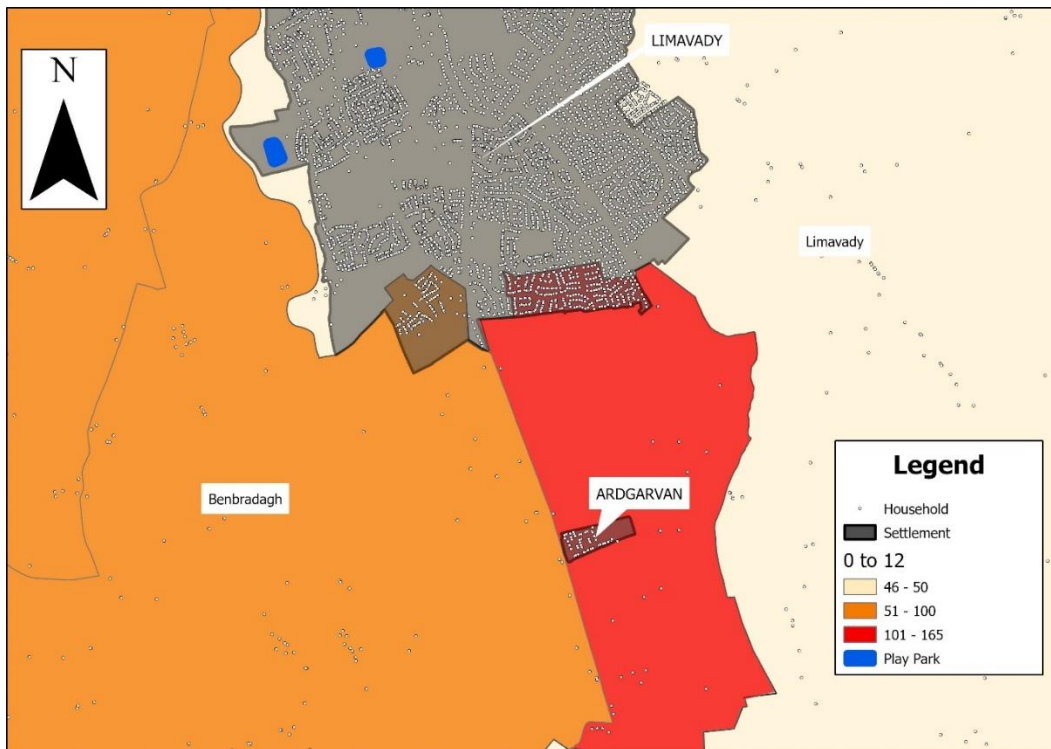 LIMAVADY
N
Limavady
Benbradagh
ARDGARVAN
Legend
Household
Settlement
0 to 12
46 - 50
51 - 100
101 - 165
Play Park